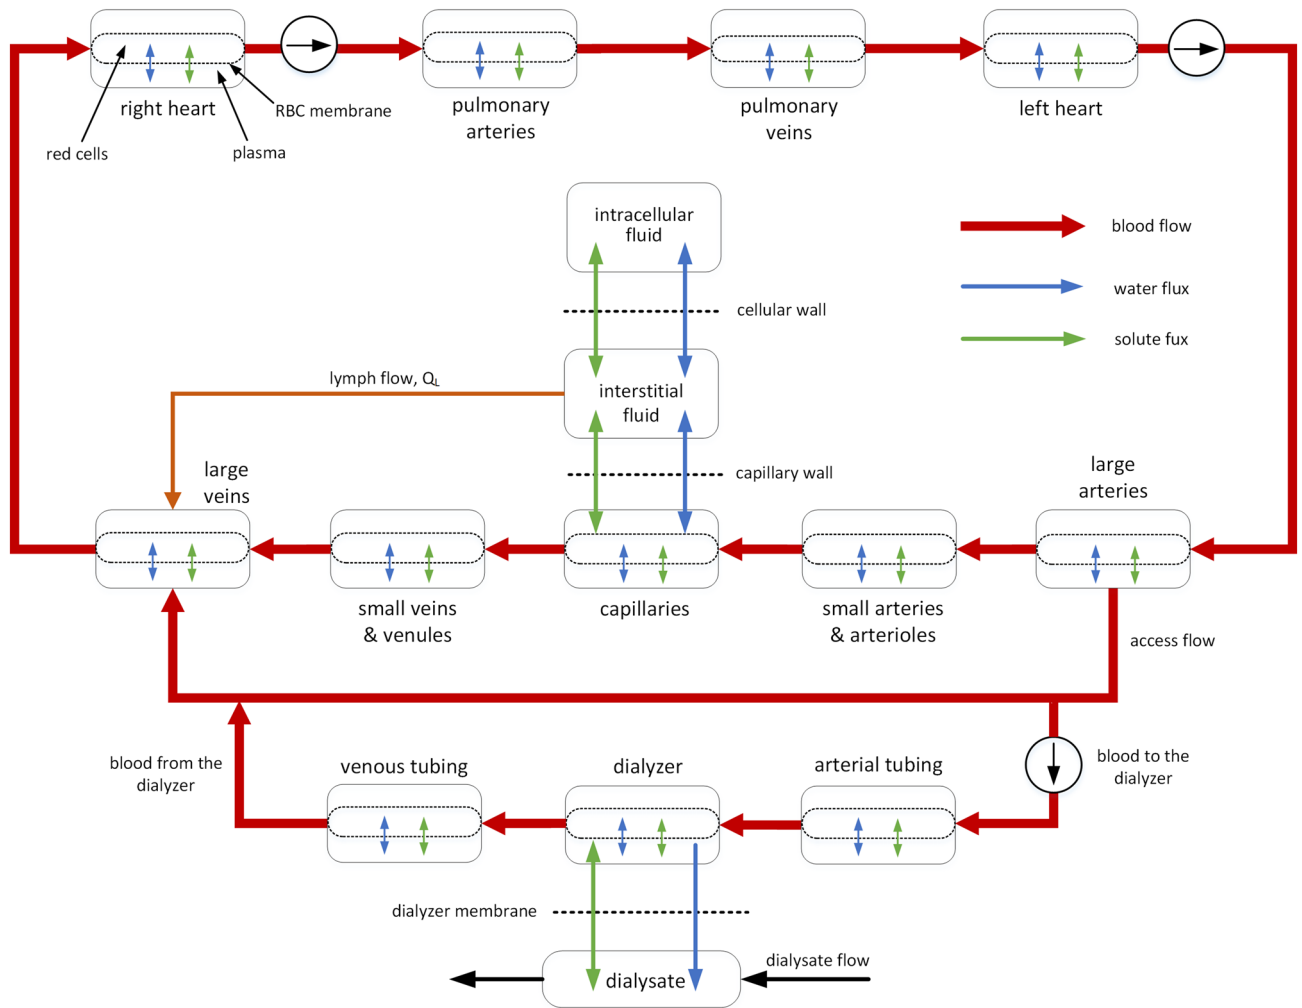 right heart
RBC membrane
red cells
plasma
pulmonary
arteries
pulmonary
veins
left heart
intracellular
fluid
blood flow
water flux
solute fux
cellular wall
lymph flow, QL
interstitial
fluid
capillary wall
large
veins
large
arteries
small veins
& venules
capillaries
small arteries
& arterioles
access flow
blood from the
dialyzer
venous tubing
dialyzer
arterial tubing
blood to the
dialyzer
dialyzer membrane
dialysate flow
dialysate